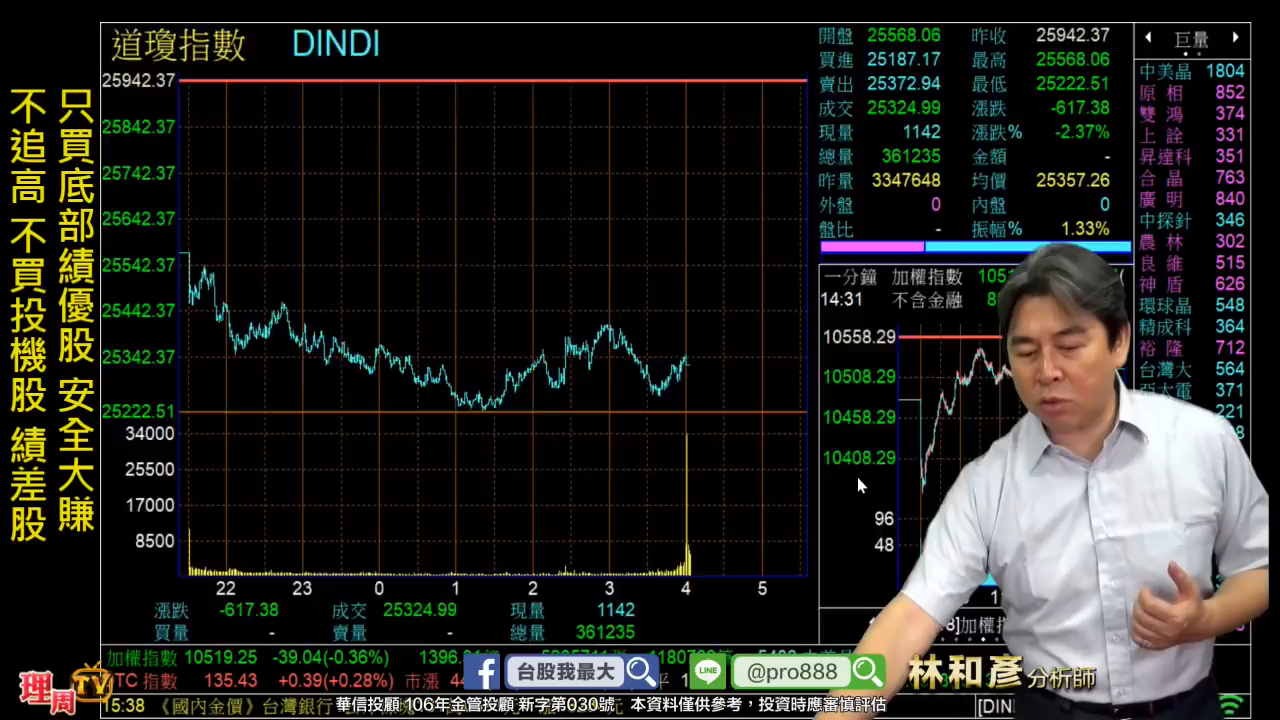 只買底部績優股 安全大賺
不追高 不買投機股 績差股
道瓊指數 DINDI
25942.37
25842.37
25742.37
25642.37
25542.37
25442.37
25342.37
25222.51
34000
25500
17000
8500
22 23 0 1 2 3 4 5
漲跌 -617.38 成交 25324.99 現量 1142
買量 - 賣量 - 總量 361235
開盤 25568.06 昨收 25942.37
買進 25187.17 最高 25568.06
賣出 25372.94 最低 25222.51
成交 25324.99 漲跌 -617.38
現量 1142 漲跌% -2.37%
總量 361235 金額 -
昨量 3347648 均價 25357.26
外盤 0 內盤 0
盤比 - 振幅% 1.33%
巨量
中美晶 1804
原相 852
雙鴻 374
上詮 331
昇達科 351
合晶 763
廣明 840
中探針 346
農林 302
良維 515
神盾 626
環球晶 548
精成科 364
裕隆 712
台灣大 564
亞太電 371
221
一分鐘 加權指數
14:31 不含金融
10558.29
10508.29
10458.29
10408.29
96
48
加權指數 10519.25 -39.04(-0.36%)
TC指數 135.43 +0.39(+0.28%) 市漲
台股我最大
LINE @pro888
林和彥 分析師
理周TV
15:38 《國內金價》台灣銀行
華信投顧 106年金管投顧 新字第030號 本資料僅供參考，投資時應審慎評估
[DIN